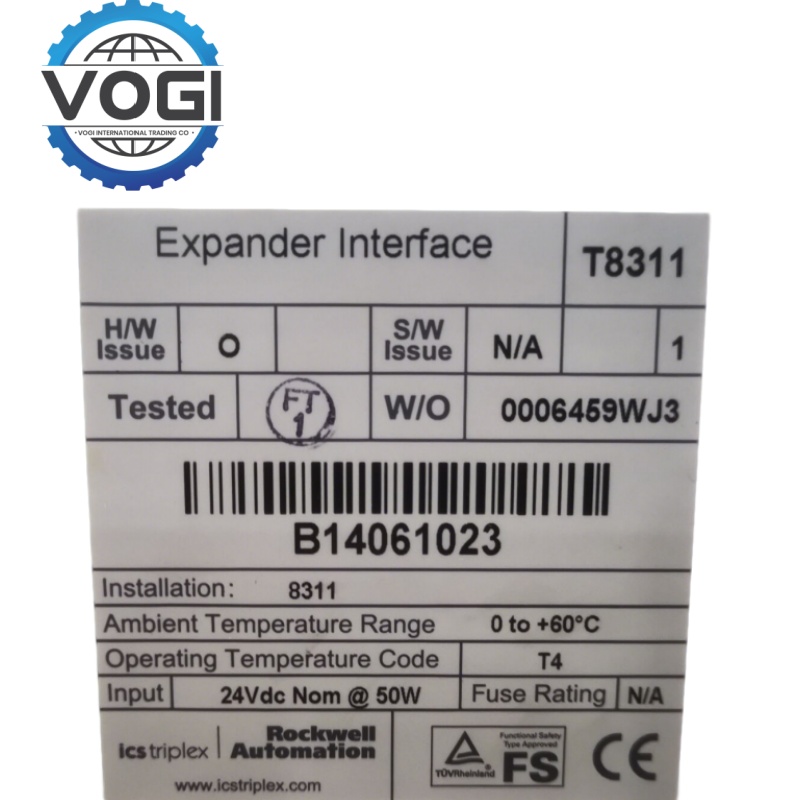 VOGI
· VOGI INTERNATIONAL TRADING CO ·
Expander Interface T8311
H/W Issue O S/W Issue N/A 1
Tested FT 1 W/O 0006459WJ3
B14061023
Installation: 8311
Ambient Temperature Range 0 to +60°C
Operating Temperature Code T4
Input 24Vdc Nom @ 50W Fuse Rating N/A
ics triplex Rockwell Automation
www.icstriplex.com
TÜVRheinland
Functional Safety
Type Approved
FS
CE